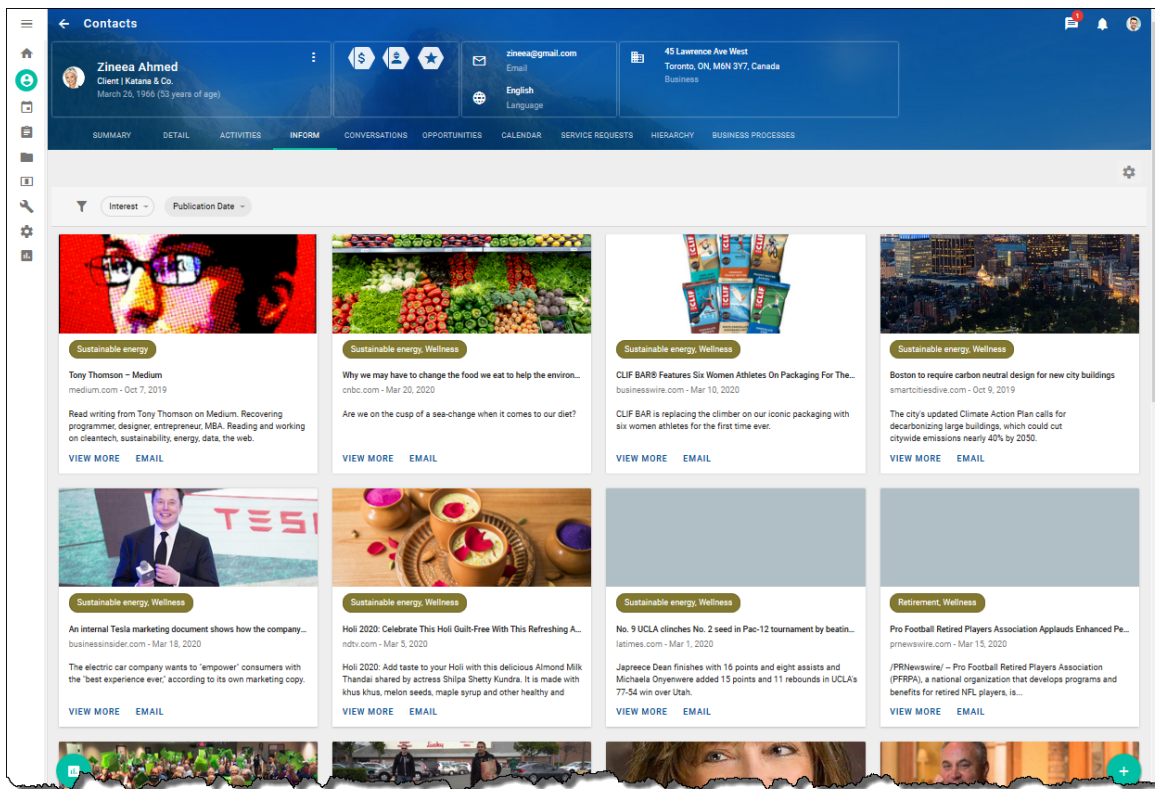 Contacts
1
Zineea Ahmed
Client | Katana & Co.
March 26, 1966 (53 years of age)
$
zineea@gmail.com
Email
English
Language
45 Lawrence Ave West
Toronto, ON, M6N 3Y7, Canada
Business
SUMMARY DETAIL ACTIVITIES INFORM CONVERSATIONS OPPORTUNITIES CALENDAR SERVICE REQUESTS HIERARCHY BUSINESS PROCESSES
Interest Publication Date
Sustainable energy
Tony Thomson – Medium
medium.com - Oct 7, 2019
Read writing from Tony Thomson on Medium. Recovering
programmer, designer, entrepreneur, MBA. Reading and working
on cleantech, sustainability, energy, data, the web.
VIEW MORE EMAIL
Sustainable energy, Wellness
Why we may have to change the food we eat to help the environ...
cnbc.com - Mar 20, 2020
Are we on the cusp of a sea-change when it comes to our diet?
VIEW MORE EMAIL
CLIF
CLIF
CLIF
CLIF
Sustainable energy, Wellness
CLIF BAR® Features Six Women Athletes On Packaging For The...
businesswire.com - Mar 10, 2020
CLIF BAR is replacing the climber on our iconic packaging with
six women athletes for the first time ever.
VIEW MORE EMAIL
Sustainable energy, Wellness
Boston to require carbon neutral design for new city buildings
smartcitiesdive.com - Oct 9, 2019
The city's updated Climate Action Plan calls for
decarbonizing large buildings, which could cut
citywide emissions nearly 40% by 2050.
VIEW MORE EMAIL
TESL
Sustainable energy, Wellness
An internal Tesla marketing document shows how the company...
businessinsider.com - Mar 18, 2020
The electric car company wants to "empower" consumers with
the "best experience ever," according to its own marketing copy.
VIEW MORE EMAIL
Sustainable energy, Wellness
Holi 2020: Celebrate This Holi Guilt-Free With This Refreshing A...
ndtv.com - Mar 5, 2020
Holi 2020: Add taste to your Holi with this delicious Almond Milk
Thandai shared by actress Shilpa Shetty Kundra. It is made with
khus khus, melon seeds, maple syrup and other healthy and
VIEW MORE EMAIL
Sustainable energy, Wellness
No. 9 UCLA clinches No. 2 seed in Pac-12 tournament by beatin...
latimes.com - Mar 1, 2020
Japreece Dean finishes with 16 points and eight assists and
Michaela Onyenwere added 15 points and 11 rebounds in UCLA's
77-54 win over Utah.
VIEW MORE EMAIL
Retirement, Wellness
Pro Football Retired Players Association Applauds Enhanced Pe...
prnewswire.com - Mar 15, 2020
/PRNewswire/ – Pro Football Retired Players Association
(PFRPA), a national organization that develops programs and
benefits for retired NFL players, is...
VIEW MORE EMAIL